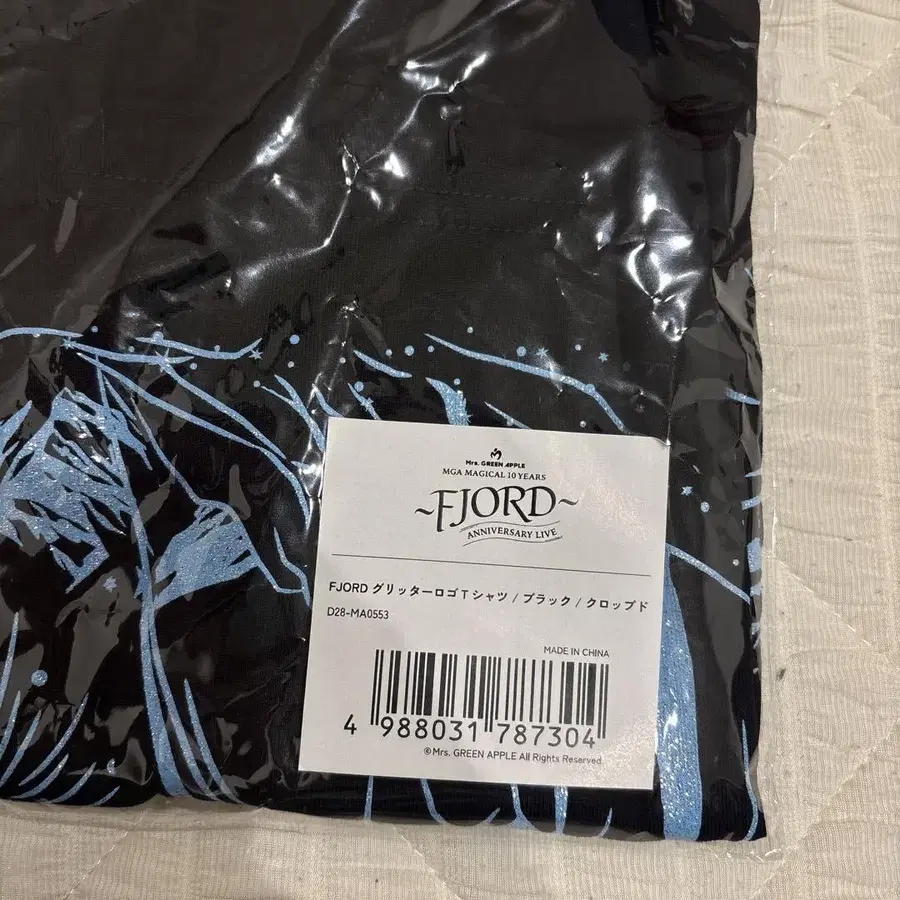 Mrs. GREEN APPLE
MGA MAGICAL 10 YEARS
~FJORD~
ANNIVERSARY LIVE
FJORD グリッターロゴTシャツ / ブラック / クロップド
D28-MA0553
MADE IN CHINA
4 988031 787304
©Mrs. GREEN APPLE All Rights Reserved.